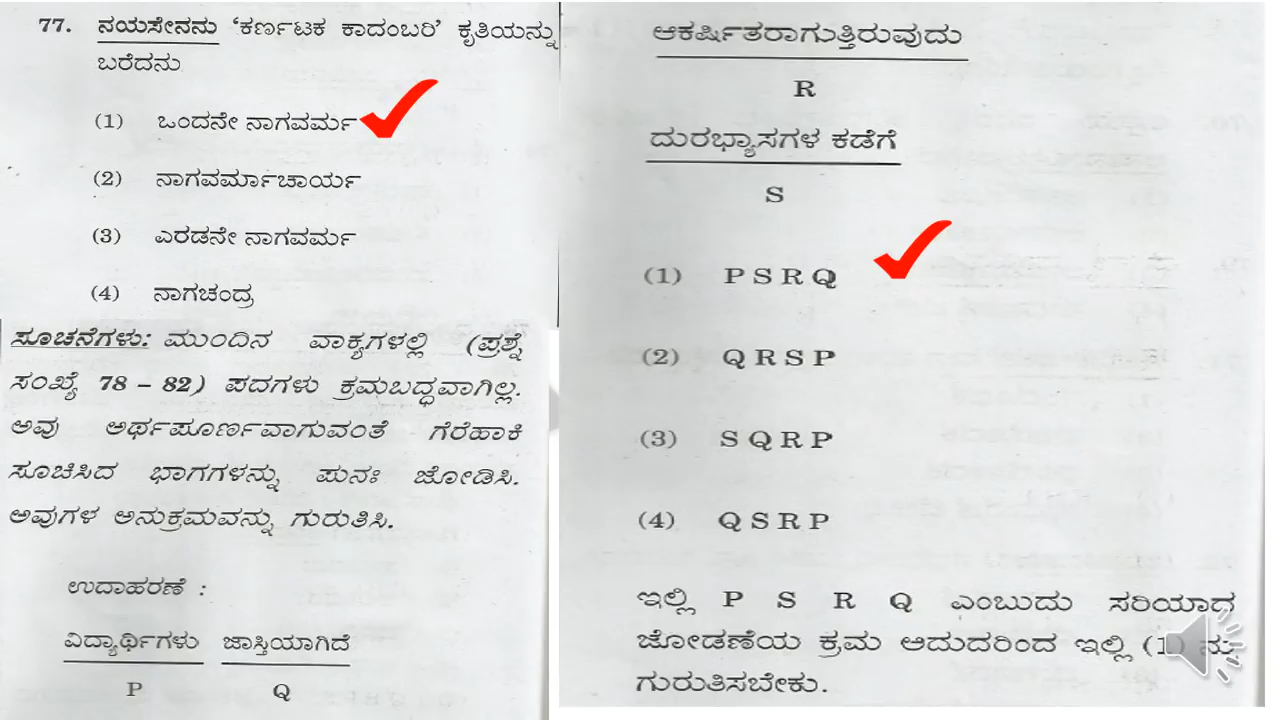 77. ನಯಸೇನನು ‘ಕರ್ಣಾಟಕ ಕಾದಂಬರಿ’ ಕೃತಿಯನ್ನು
ಬರೆದನು
(1) ಒಂದನೇ ನಾಗವರ್ಮ
(2) ನಾಗವರ್ಮಾಚಾರ್ಯ
(3) ಎರಡನೇ ನಾಗವರ್ಮ
(4) ನಾಗಚಂದ್ರ
ಸೂಚನೆಗಳು: ಮುಂದಿನ ವಾಕ್ಯಗಳಲ್ಲಿ (ಪ್ರಶ್ನೆ
ಸಂಖ್ಯೆ 78 – 82) ಪದಗಳು ಕ್ರಮಬದ್ಧವಾಗಿಲ್ಲ.
ಅವು ಅರ್ಥಪೂರ್ಣವಾಗುವಂತೆ ಗೆರೆಹಾಕಿ
ಸೂಚಿಸಿದ ಭಾಗಗಳನ್ನು ಪುನಃ ಜೋಡಿಸಿ.
ಅವುಗಳ ಅನುಕ್ರಮವನ್ನು ಗುರುತಿಸಿ.
ಉದಾಹರಣೆ :
ವಿದ್ಯಾರ್ಥಿಗಳು ಜಾಸ್ತಿಯಾಗಿದೆ
P Q
ಆಕರ್ಷಿತರಾಗುತ್ತಿರುವುದು
R
ದುರಭ್ಯಾಸಗಳ ಕಡೆಗೆ
S
(1) P S R Q
(2) Q R S P
(3) S Q R P
(4) Q S R P
ಇಲ್ಲಿ P S R Q ಎಂಬುದು ಸರಿಯಾದ
ಜೋಡಣೆಯ ಕ್ರಮ ಆದುದರಿಂದ ಇಲ್ಲಿ (1) ನ್ನು
ಗುರುತಿಸಬೇಕು.